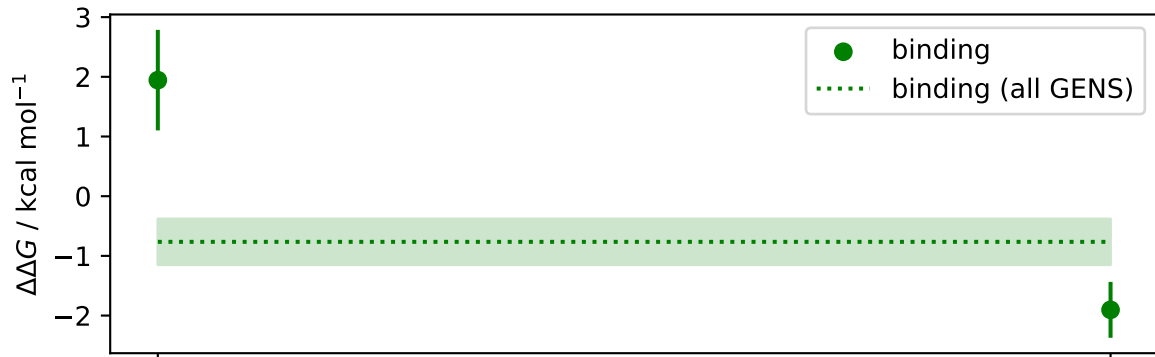 3
2
1
0
−1
−2
ΔΔG / kcal mol⁻¹
binding
binding (all GENS)